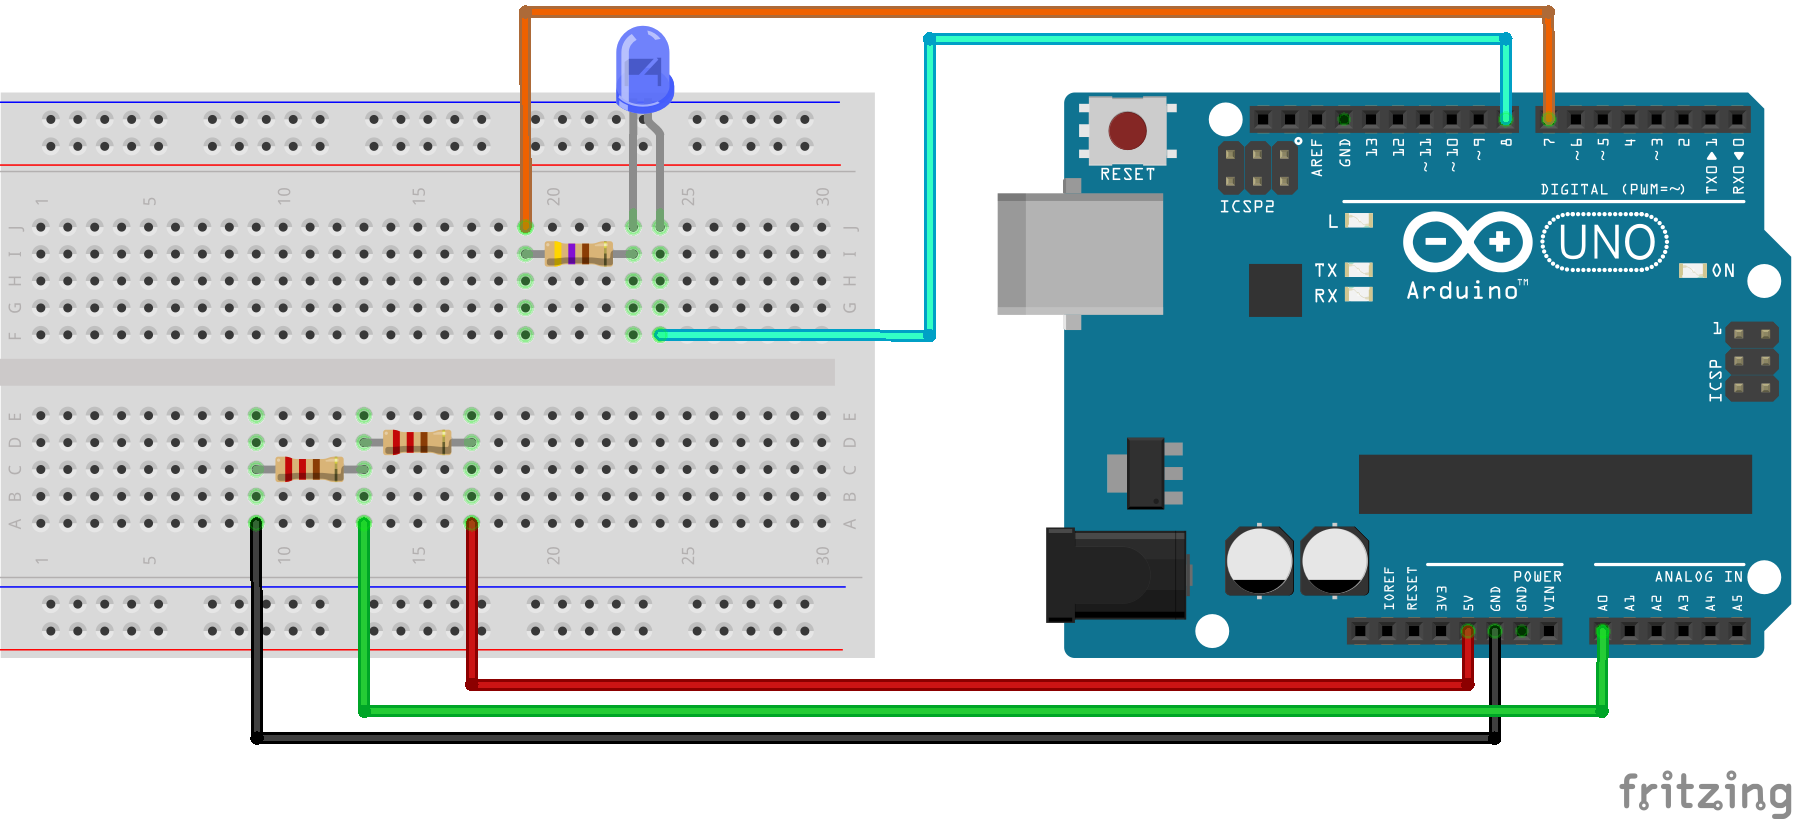 1 5 10 15 20 25 30
J J
I I
H H
G G
F F
E E
D D
C C
B B
A A
1 5 10 15 20 25 30
RESET
ICSP2
AREF GND 13 12 ~11 ~10 ~9 8 7 ~6 ~5 4 ~3 2 TX0▶ 1 RX0◀ 0
DIGITAL (PWM=~)
L
TX
RX
UNO
Arduino™
ON
1
ICSP
POWER
ANALOG IN
IOREF RESET 3V3 5V GND GND VIN A0 A1 A2 A3 A4 A5
fritzing